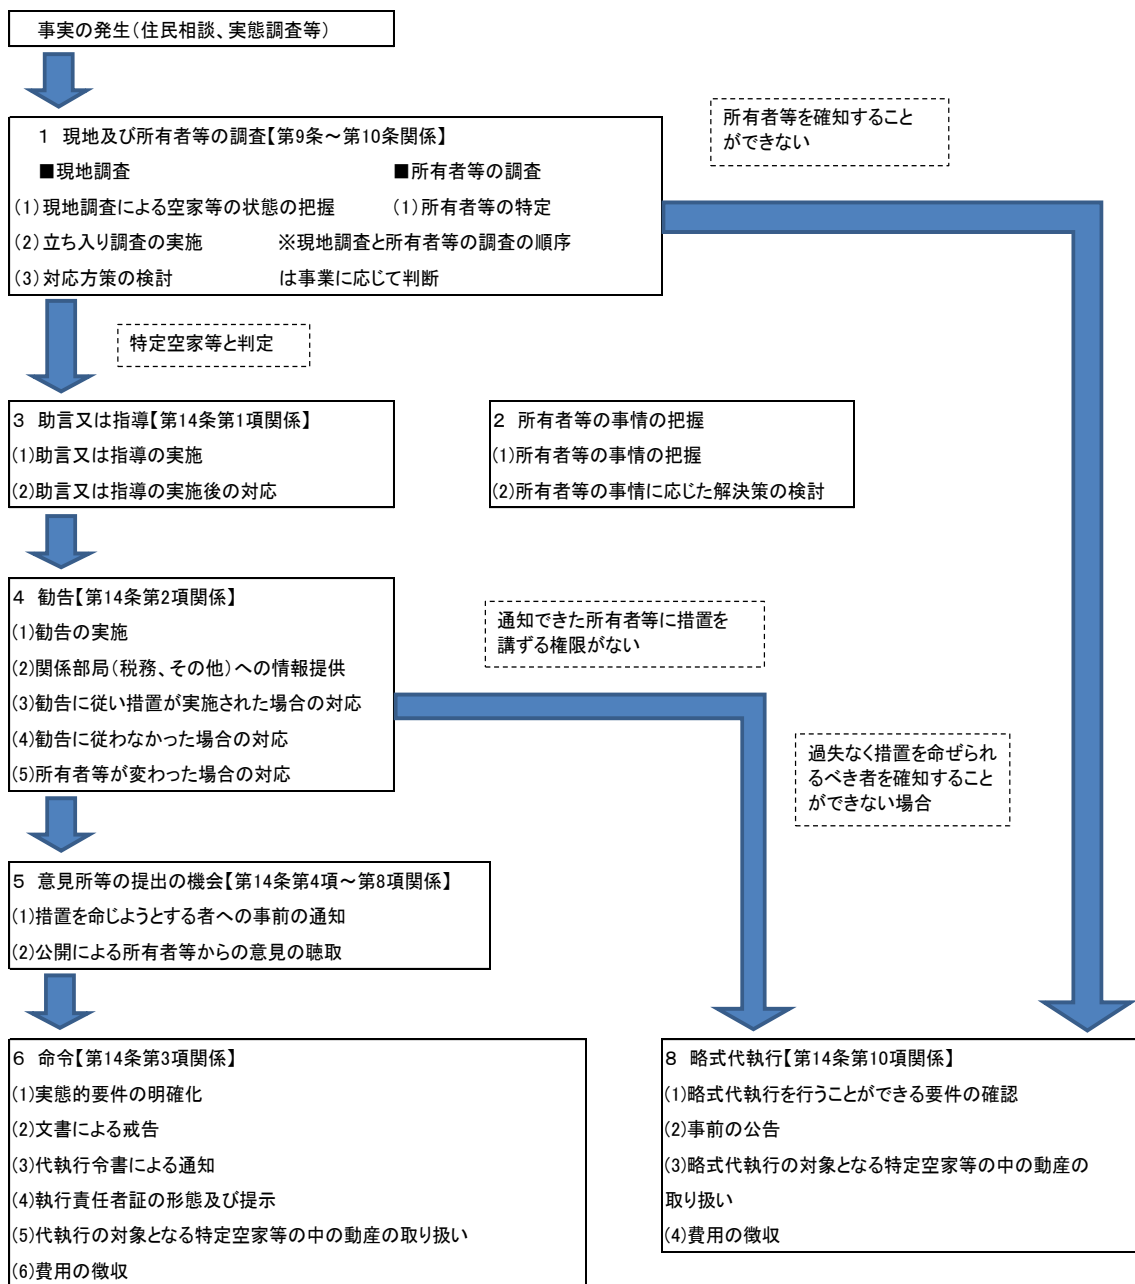 事実の発生(住民相談、実態調査等)
所有者等を確知すること
ができない
1 現地及び所有者等の調査【第9条～第10条関係】
■現地調査 ■所有者等の調査
(1)現地調査による空家等の状態の把握 (1)所有者等の特定
(2)立ち入り調査の実施 ※現地調査と所有者等の調査の順序
(3)対応方策の検討 は事業に応じて判断
特定空家等と判定
3 助言又は指導【第14条第1項関係】
(1)助言又は指導の実施
(2)助言又は指導の実施後の対応
2 所有者等の事情の把握
(1)所有者等の事情の把握
(2)所有者等の事情に応じた解決策の検討
4 勧告【第14条第2項関係】
(1)勧告の実施
(2)関係部局(税務、その他)への情報提供
(3)勧告に従い措置が実施された場合の対応
(4)勧告に従わなかった場合の対応
(5)所有者等が変わった場合の対応
通知できた所有者等に措置を
講ずる権限がない
過失なく措置を命ぜられ
るべき者を確知すること
ができない場合
5 意見所等の提出の機会【第14条第4項～第8項関係】
(1)措置を命じようとする者への事前の通知
(2)公開による所有者等からの意見の聴取
6 命令【第14条第3項関係】
(1)実態的要件の明確化
(2)文書による戒告
(3)代執行令書による通知
(4)執行責任者証の形態及び提示
(5)代執行の対象となる特定空家等の中の動産の取り扱い
(6)費用の徴収
8 略式代執行【第14条第10項関係】
(1)略式代執行を行うことができる要件の確認
(2)事前の公告
(3)略式代執行の対象となる特定空家等の中の動産の
取り扱い
(4)費用の徴収